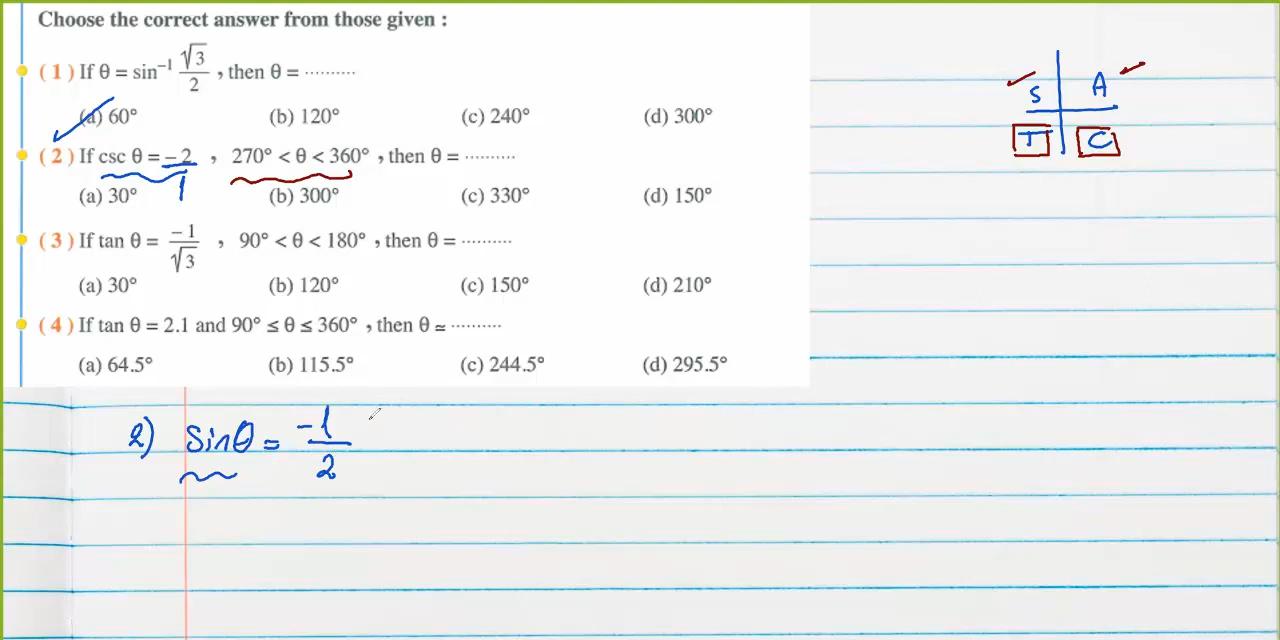 Choose the correct answer from those given :
(1) If θ = sin⁻¹ √3/2 , then θ = ··········
(a) 60° (b) 120° (c) 240° (d) 300°
(2) If csc θ = −2 , 270° < θ < 360° , then θ = ··········
1
(a) 30° (b) 300° (c) 330° (d) 150°
(3) If tan θ = −1/√3 , 90° < θ < 180° , then θ = ··········
(a) 30° (b) 120° (c) 150° (d) 210°
(4) If tan θ = 2.1 and 90° ≤ θ ≤ 360° , then θ ≃ ··········
(a) 64.5° (b) 115.5° (c) 244.5° (d) 295.5°
S A
T C
2) sinθ = −1/2